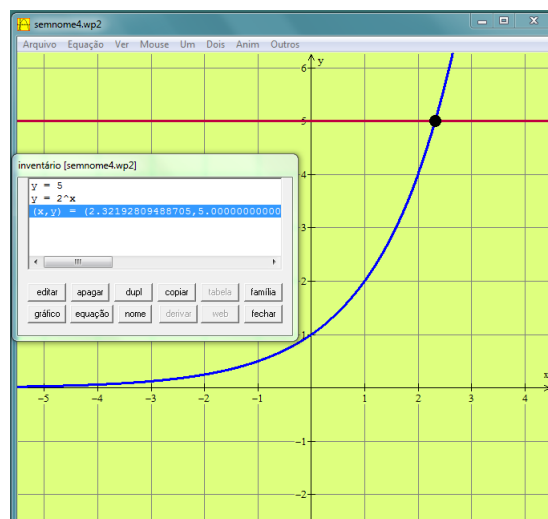 semnome4.wp2
Arquivo Equação Ver Mouse Um Dois Anim Outros
y
6
5
4
3
2
1
x
−5 −4 −3 −2 −1 1 2 3 4
−1
−2
inventário [semnome4.wp2]
y = 5
y = 2^x
(x,y) = (2.32192809488705,5.00000000000
editar apagar dupl copiar tabela família
gráfico equação nome derivar web fechar